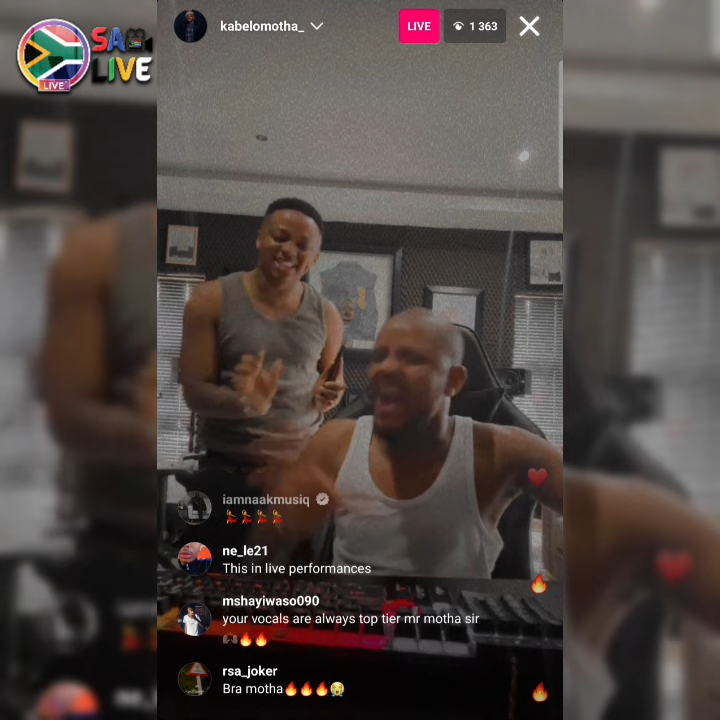 SA
LIVE
LIVE
kabelomotha_
LIVE
1 363
iamnaakmusiq
💃💃💃💃
ne_le21
This in live performances
mshayiwaso090
your vocals are always top tier mr motha sir
🙌🏽🔥🔥
rsa_joker
Bra motha🔥🔥🔥😭